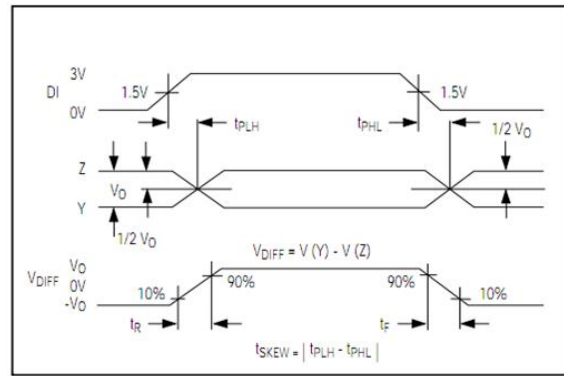 3V
DI
1.5V
1.5V
0V
tPLH
tPHL
1/2 VO
Z
VO
Y
1/2 VO
VDIFF = V (Y) - V (Z)
VO
VDIFF 0V
-VO
10%
90%
90%
10%
tR
tF
tSKEW = | tPLH - tPHL |